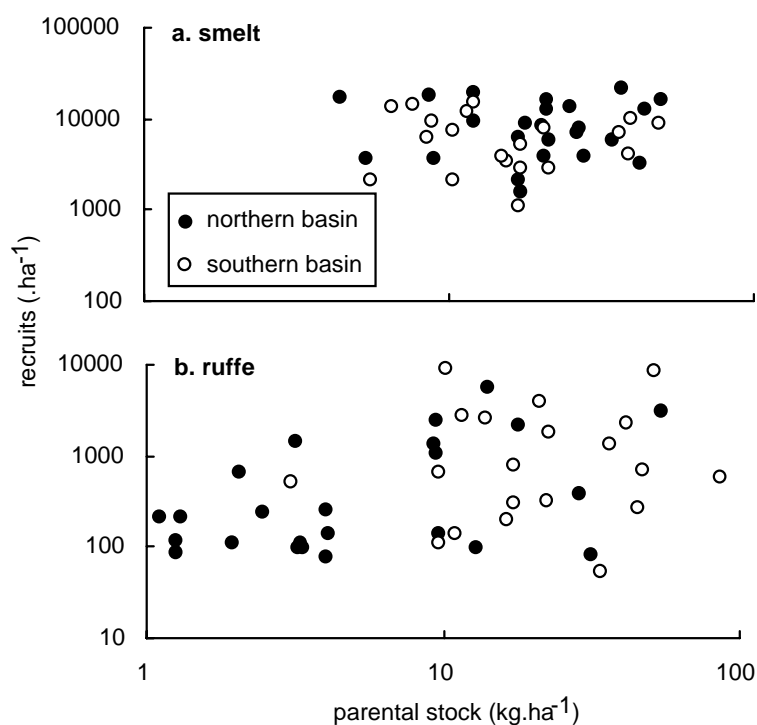 100000
a. smelt
10000
1000
northern basin
southern basin
100
recruits (.ha-1)
10000
b. ruffe
1000
100
10
1
10
100
parental stock (kg.ha-1)